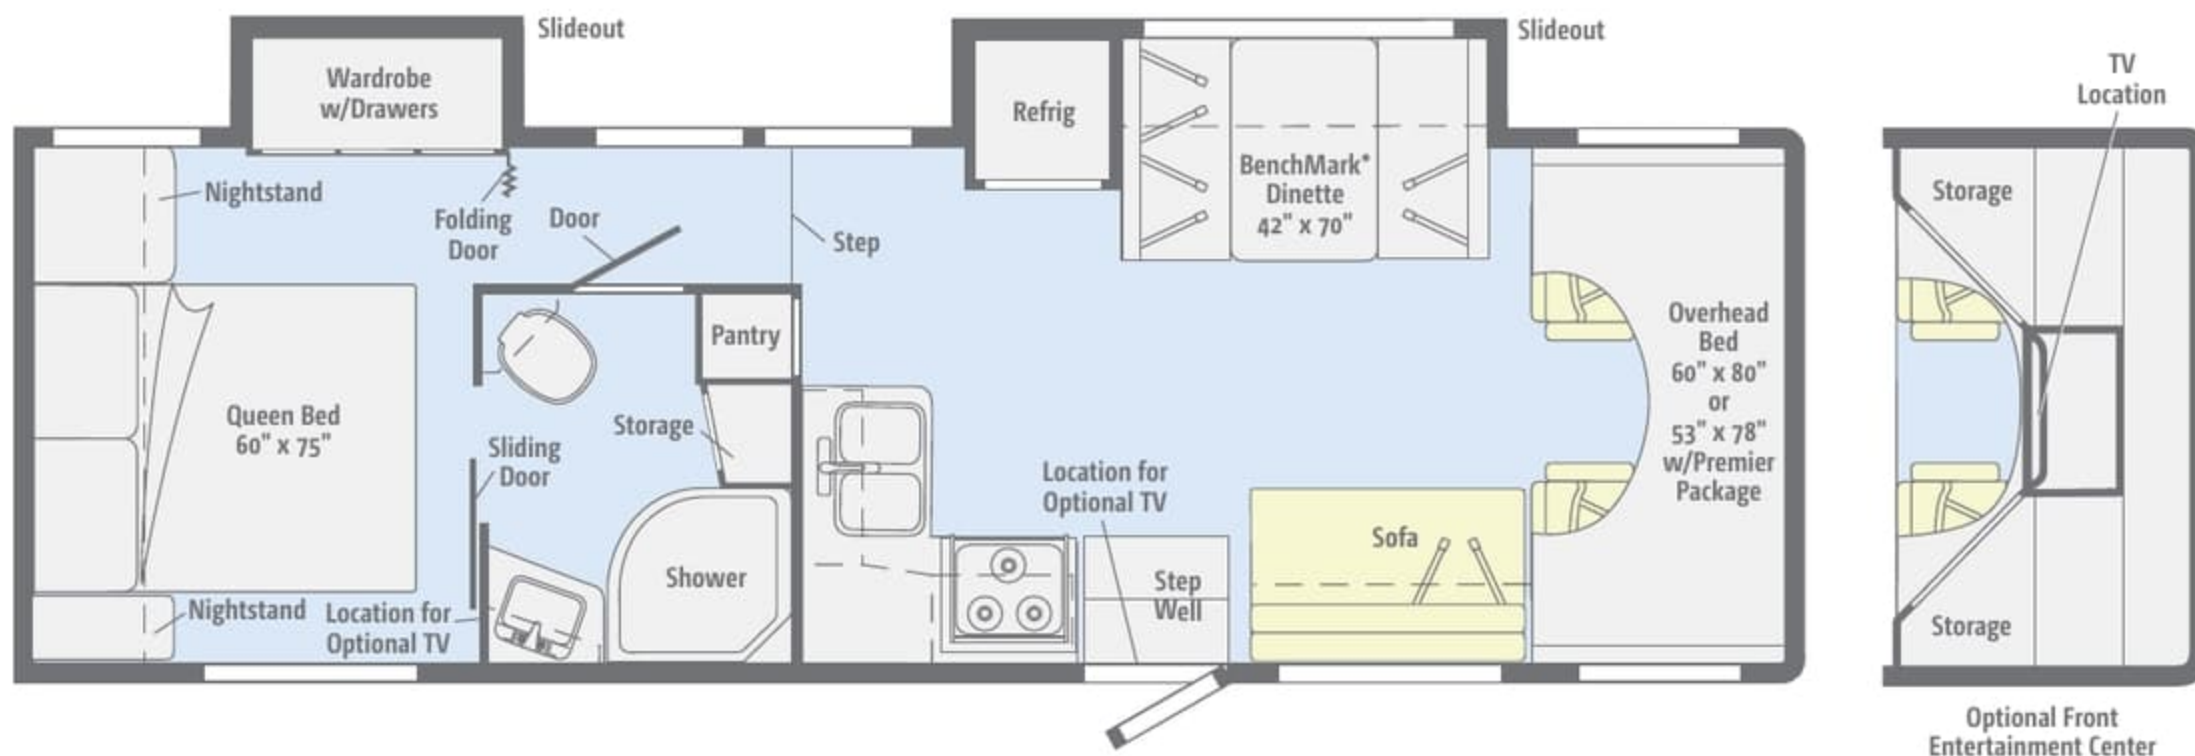 Slideout
Wardrobe
w/Drawers
Nightstand
Folding
Door
Door
Step
Queen Bed
60" x 75"
Pantry
Storage
Sliding
Door
Nightstand
Location for
Optional TV
Shower
Slideout
Refrig
BenchMark*
Dinette
42" x 70"
Location for
Optional TV
Step
Well
Sofa
Overhead
Bed
60" x 80"
or
53" x 78"
w/Premier
Package
TV
Location
Storage
Storage
Optional Front
Entertainment Center